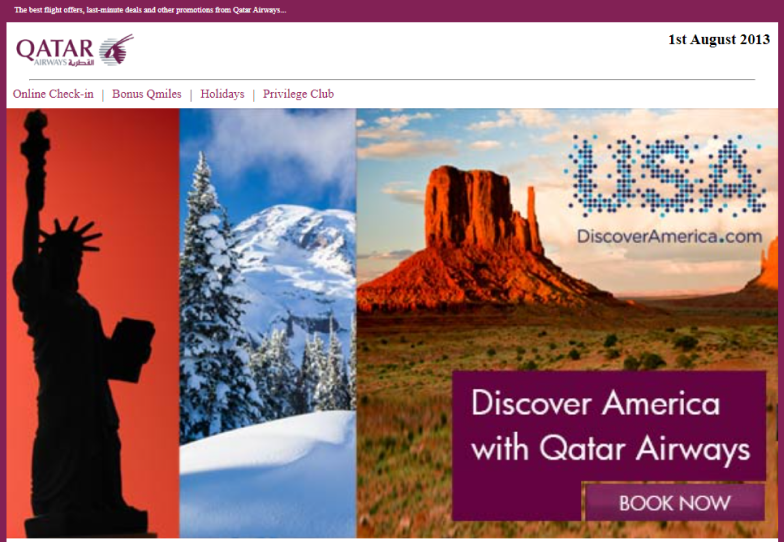 The best flight offers, last-minute deals and other promotions from Qatar Airways...
QATAR
AIRWAYS القطرية
1st August 2013
Online Check-in | Bonus Qmiles | Holidays | Privilege Club
USA
DiscoverAmerica.com
Discover America
with Qatar Airways
BOOK NOW